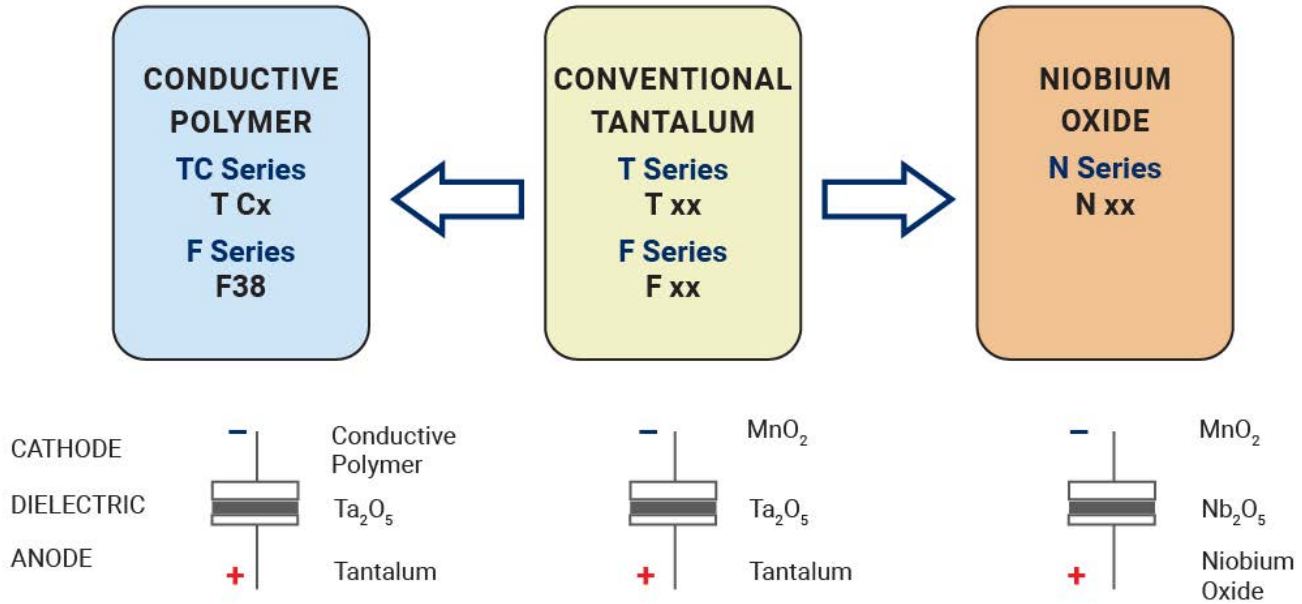 CONDUCTIVE
POLYMER
TC Series
T Cx
F Series
F38
CONVENTIONAL
TANTALUM
T Series
T xx
F Series
F xx
NIOBIUM
OXIDE
N Series
N xx
CATHODE
DIELECTRIC
ANODE
−
Conductive
Polymer
Ta₂O₅
+
Tantalum
−
MnO₂
Ta₂O₅
+
Tantalum
−
MnO₂
Nb₂O₅
+
Niobium
Oxide